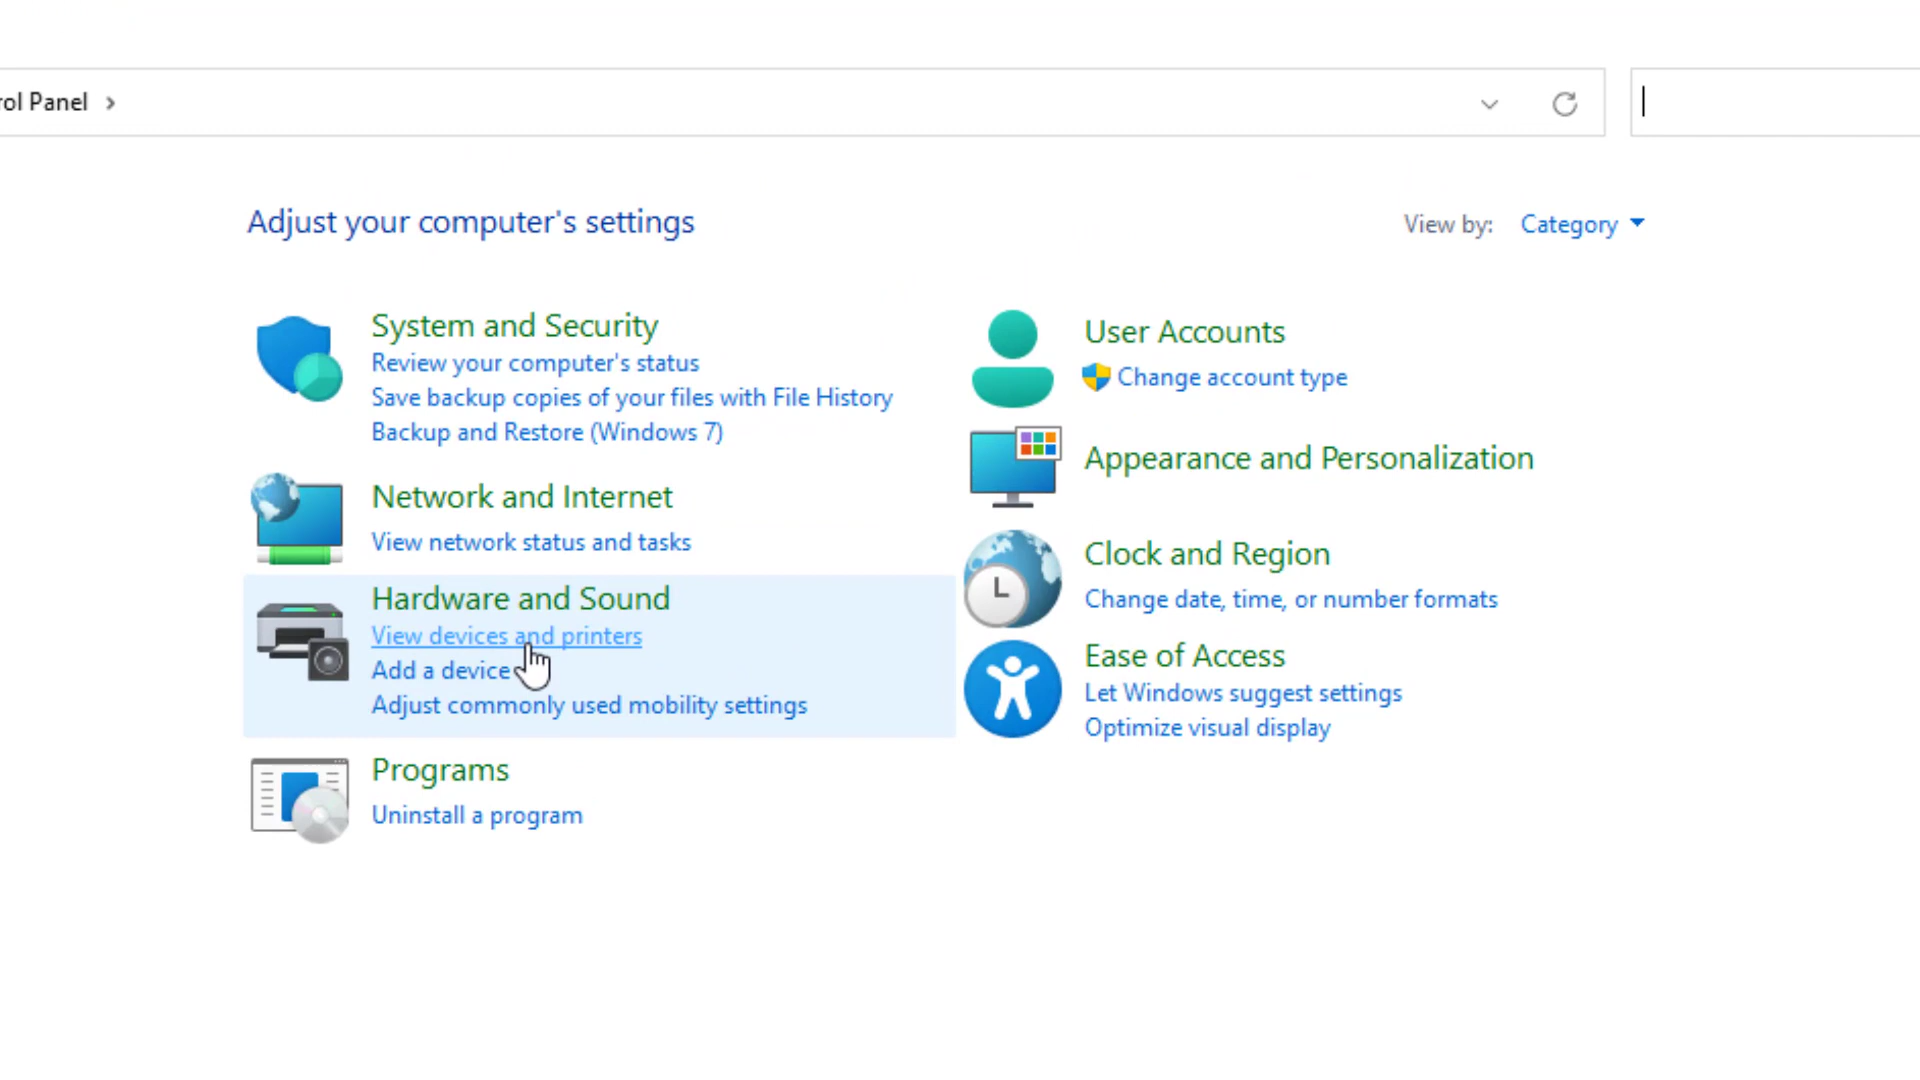 rol Panel
Adjust your computer's settings
View by: Category
System and Security
Review your computer's status
Save backup copies of your files with File History
Backup and Restore (Windows 7)
Network and Internet
View network status and tasks
Hardware and Sound
View devices and printers
Add a device
Adjust commonly used mobility settings
Programs
Uninstall a program
User Accounts
Change account type
Appearance and Personalization
Clock and Region
Change date, time, or number formats
Ease of Access
Let Windows suggest settings
Optimize visual display